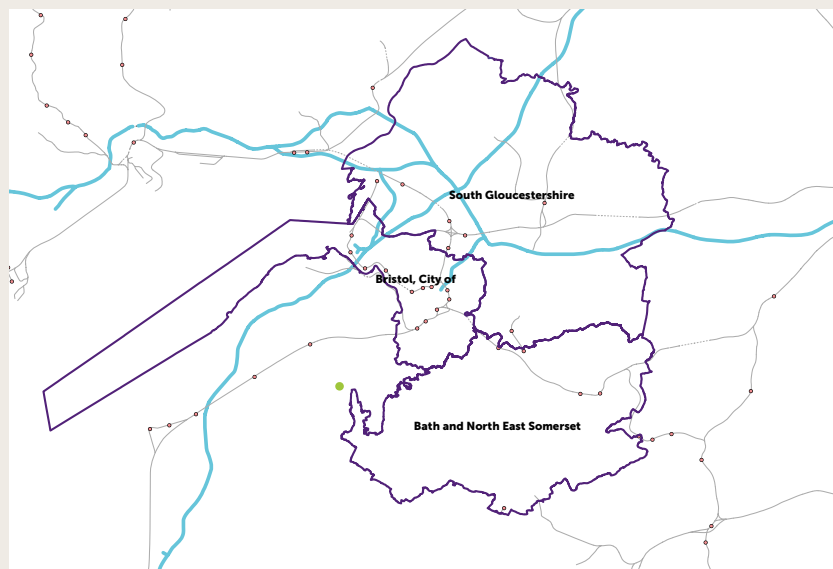 South Gloucestershire
Bristol, City of
Bath and North East Somerset